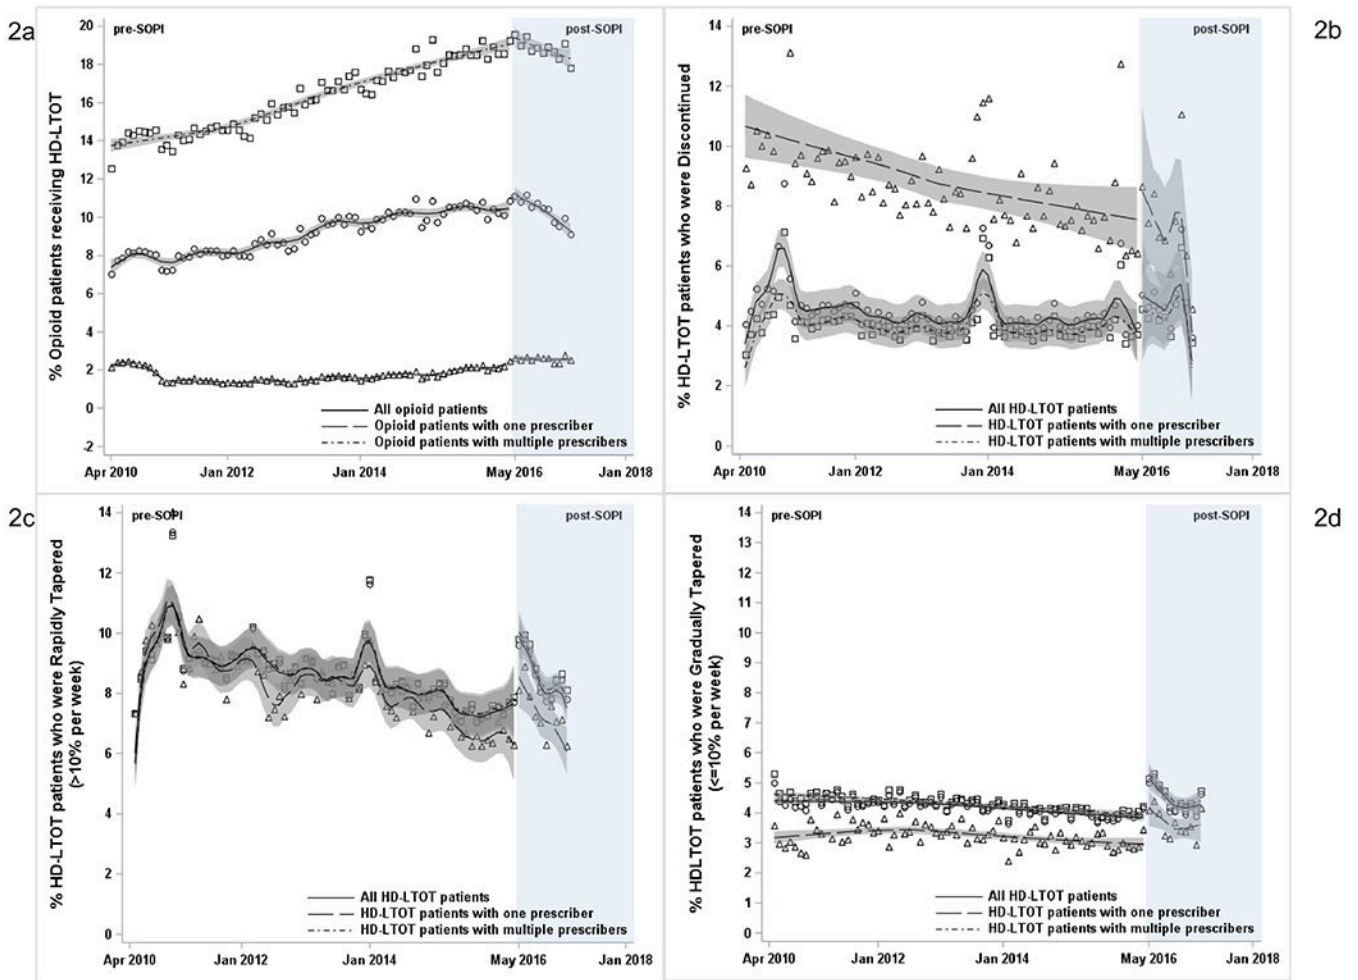 2a
% Opioid patients receiving HD-LTOT
20
18
16
14
12
10
8
6
4
2
0
-2
pre-SOPI
post-SOPI
All opioid patients
Opioid patients with one prescriber
Opioid patients with multiple prescribers
Apr 2010 Jan 2012 Jan 2014 May 2016 Jan 2018
2b
% HD-LTOT patients who were Discontinued
14
12
10
8
6
4
2
0
pre-SOPI
post-SOPI
All HD-LTOT patients
HD-LTOT patients with one prescriber
HD-LTOT patients with multiple prescribers
Apr 2010 Jan 2012 Jan 2014 May 2016 Jan 2018
2c
% HD-LTOT patients who were Rapidly Tapered
(>10% per week)
14
12
10
8
6
4
2
0
pre-SOPI
post-SOPI
All HD-LTOT patients
HD-LTOT patients with one prescriber
HD-LTOT patients with multiple prescribers
Apr 2010 Jan 2012 Jan 2014 May 2016 Jan 2018
2d
% HDLTOT patients who were Gradually Tapered
(<=10% per week)
14
13
12
11
10
9
8
7
6
5
4
3
2
1
0
pre-SOPI
post-SOPI
All HD-LTOT patients
HD-LTOT patients with one prescriber
HD-LTOT patients with multiple prescribers
Apr 2010 Jan 2012 Jan 2014 May 2016 Jan 2018